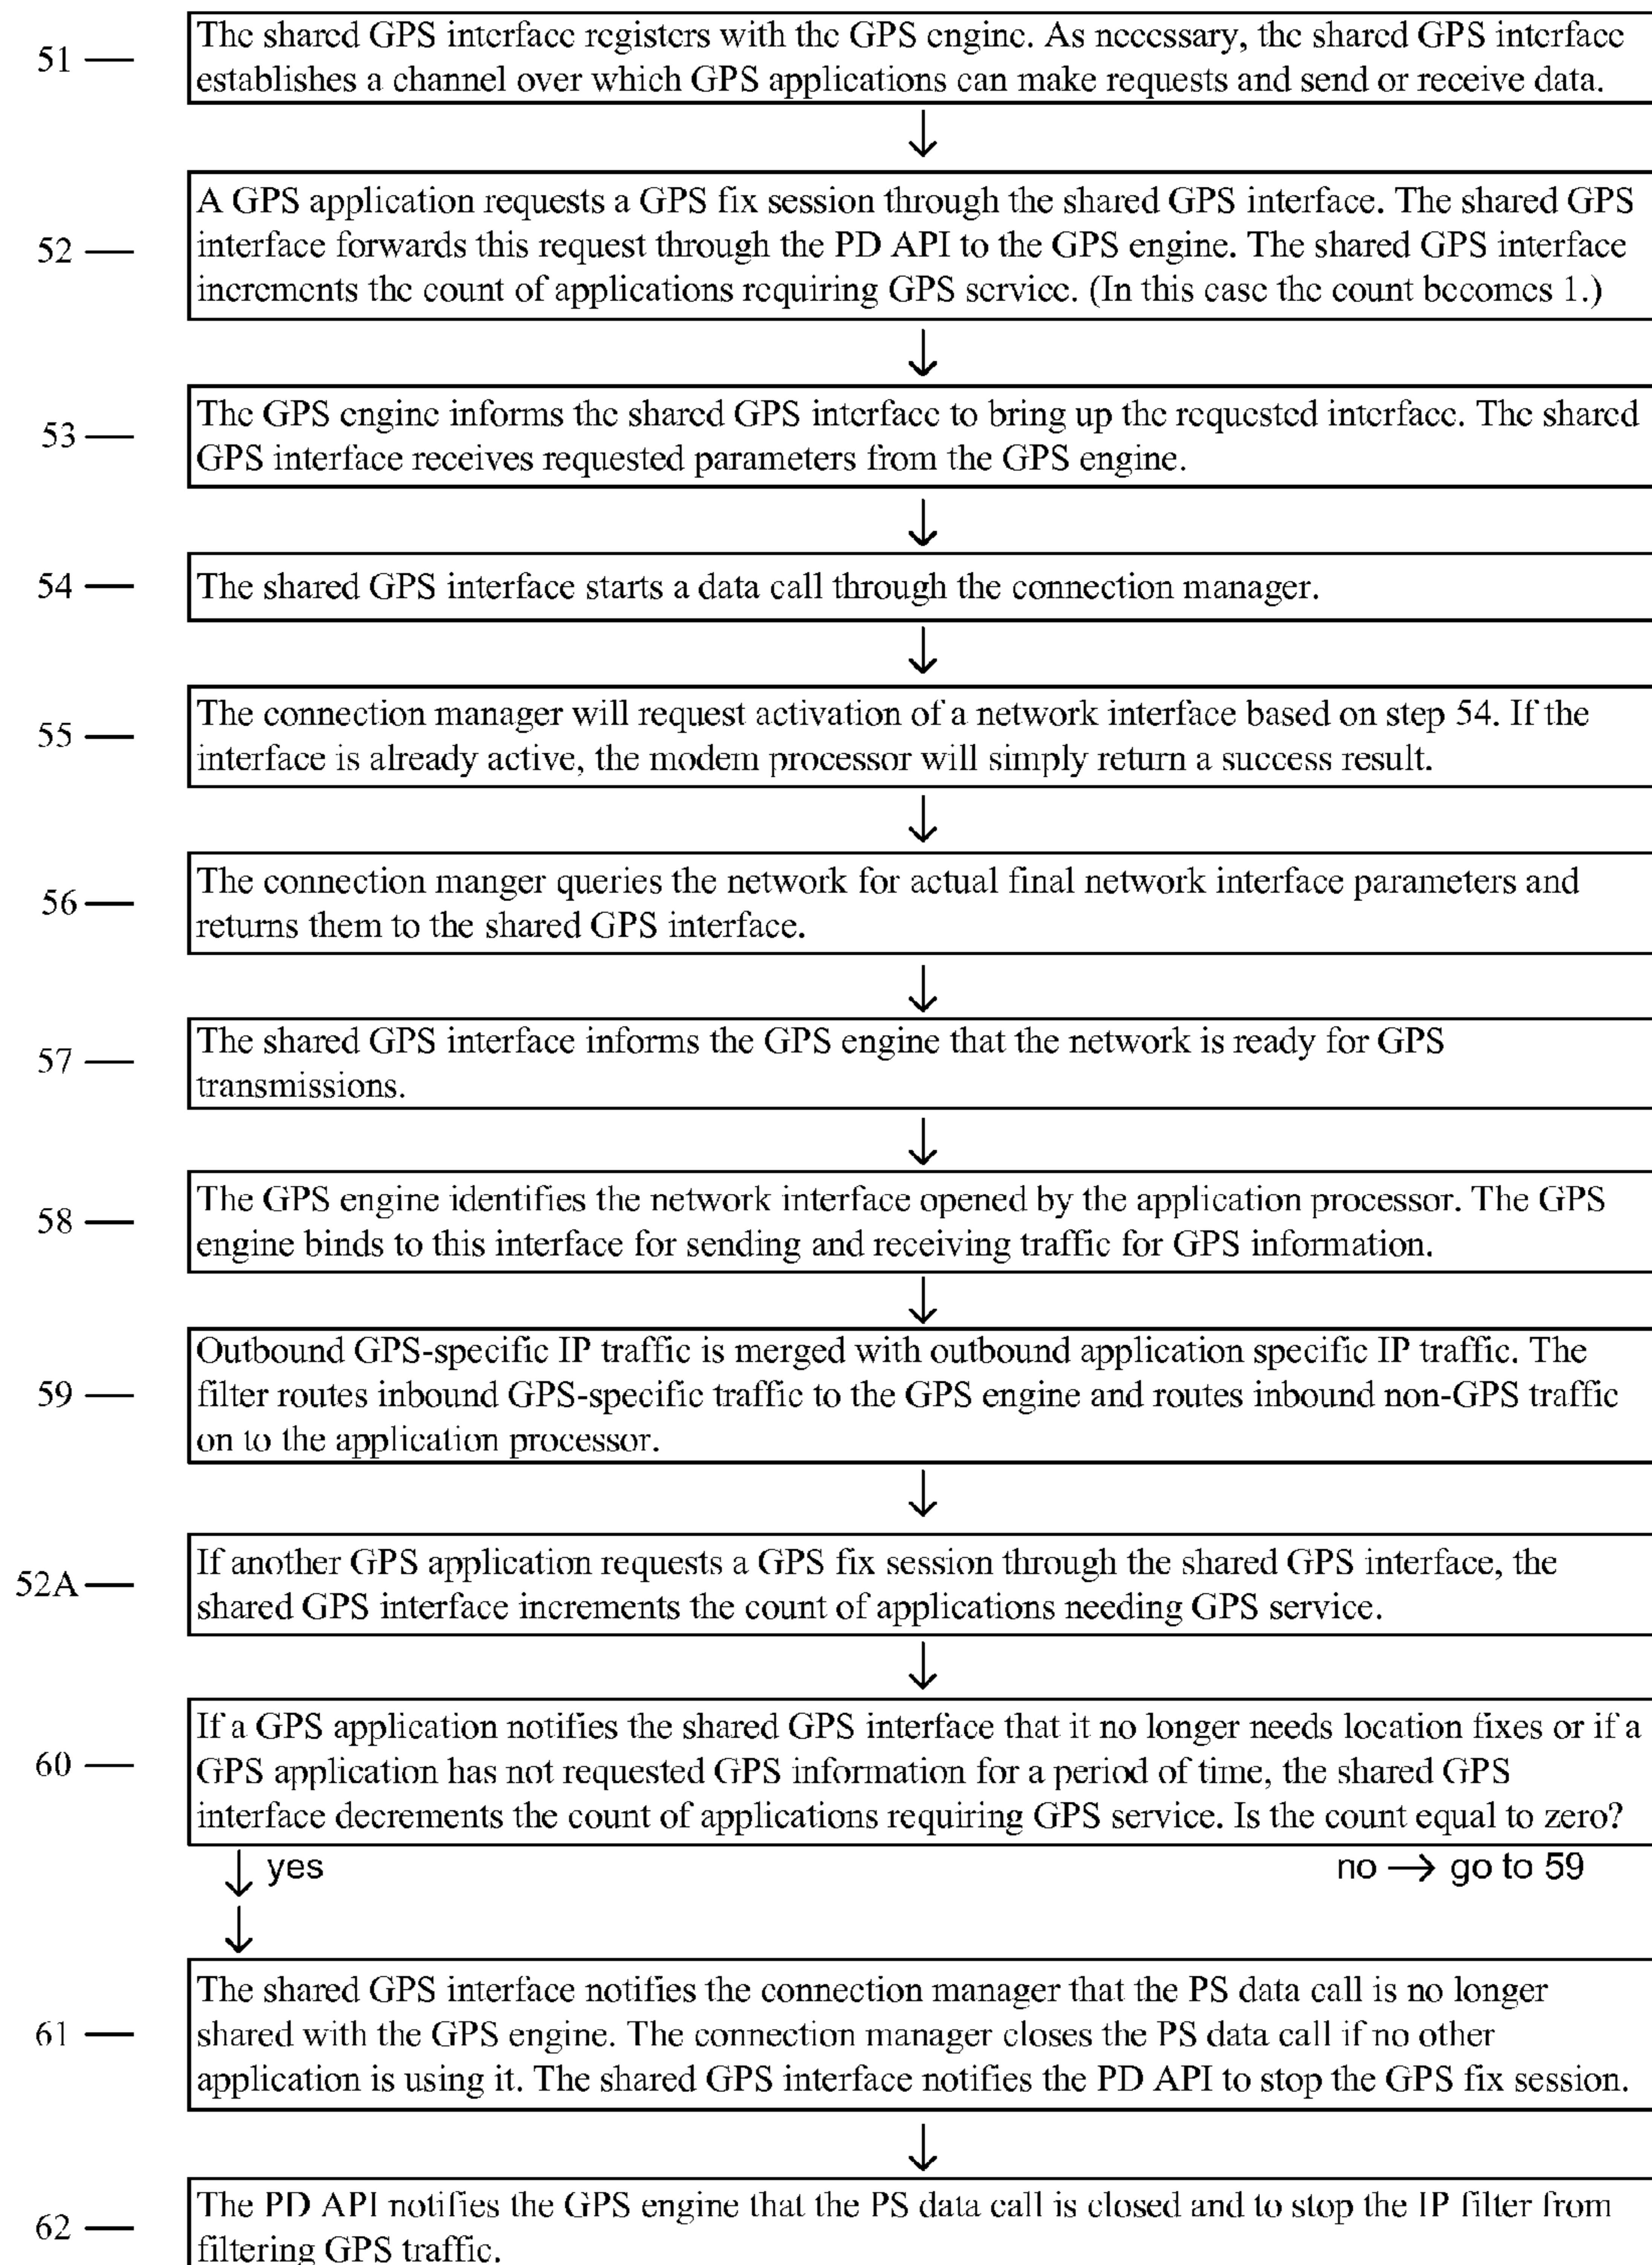 51
The shared GPS interface registers with the GPS engine. As necessary, the shared GPS interface
establishes a channel over which GPS applications can make requests and send or receive data.
52
A GPS application requests a GPS fix session through the shared GPS interface. The shared GPS
interface forwards this request through the PD API to the GPS engine. The shared GPS interface
increments the count of applications requiring GPS service. (In this case the count becomes 1.)
53
The GPS engine informs the shared GPS interface to bring up the requested interface. The shared
GPS interface receives requested parameters from the GPS engine.
54
The shared GPS interface starts a data call through the connection manager.
55
The connection manager will request activation of a network interface based on step 54. If the
interface is already active, the modem processor will simply return a success result.
56
The connection manger queries the network for actual final network interface parameters and
returns them to the shared GPS interface.
57
The shared GPS interface informs the GPS engine that the network is ready for GPS
transmissions.
58
The GPS engine identifies the network interface opened by the application processor. The GPS
engine binds to this interface for sending and receiving traffic for GPS information.
59
Outbound GPS-specific IP traffic is merged with outbound application specific IP traffic. The
filter routes inbound GPS-specific traffic to the GPS engine and routes inbound non-GPS traffic
on to the application processor.
52A
If another GPS application requests a GPS fix session through the shared GPS interface, the
shared GPS interface increments the count of applications needing GPS service.
60
If a GPS application notifies the shared GPS interface that it no longer needs location fixes or if a
GPS application has not requested GPS information for a period of time, the shared GPS
interface decrements the count of applications requiring GPS service. Is the count equal to zero?
yes
no → go to 59
61
The shared GPS interface notifies the connection manager that the PS data call is no longer
shared with the GPS engine. The connection manager closes the PS data call if no other
application is using it. The shared GPS interface notifies the PD API to stop the GPS fix session.
62
The PD API notifies the GPS engine that the PS data call is closed and to stop the IP filter from
filtering GPS traffic.